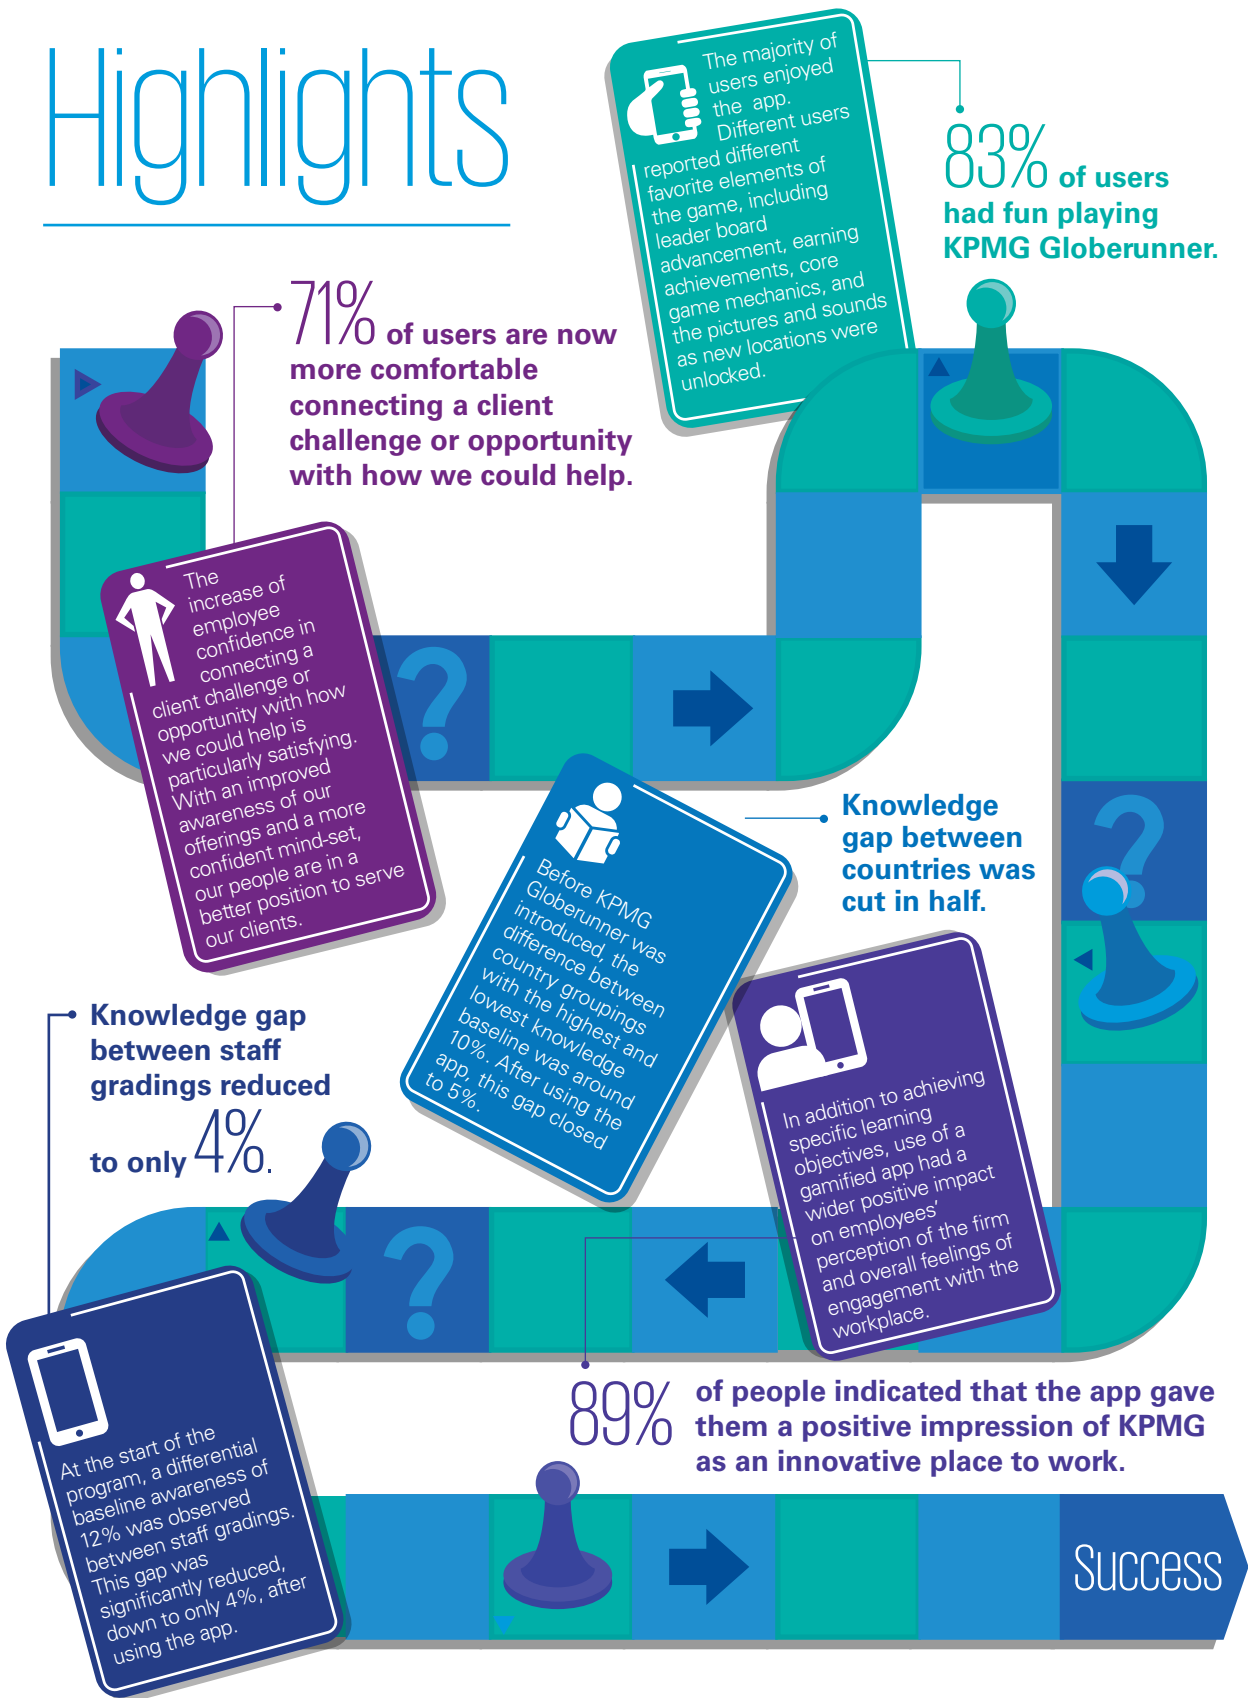 Highlights
The majority of
users enjoyed
the app.
Different users
reported different
favorite elements of
the game, including
leader board
advancement, earning
achievements, core
game mechanics, and
the pictures and sounds
as new locations were
unlocked.
83% of users
had fun playing
KPMG Globerunner.
71% of users are now
more comfortable
connecting a client
challenge or opportunity
with how we could help.
The
increase of
employee
confidence in
connecting a
client challenge or
opportunity with how
we could help is
particularly satisfying.
With an improved
awareness of our
offerings and a more
confident mind-set,
our people are in a
better position to serve
our clients.
?
?
Knowledge
gap between
countries was
cut in half.
Before KPMG
Globerunner was
introduced, the
difference between
country groupings
with the highest and
lowest knowledge
baseline was around
10%. After using the
app, this gap closed
to 5%.
In addition to achieving
specific learning
objectives, use of a
gamified app had a
wider positive impact
on employees'
perception of the firm
and overall feelings of
engagement with the
workplace.
Knowledge gap
between staff
gradings reduced
to only 4%.
?
89% of people indicated that the app gave
them a positive impression of KPMG
as an innovative place to work.
At the start of the
program, a differential
baseline awareness of
12% was observed
between staff gradings.
This gap was
significantly reduced,
down to only 4%, after
using the app.
Success